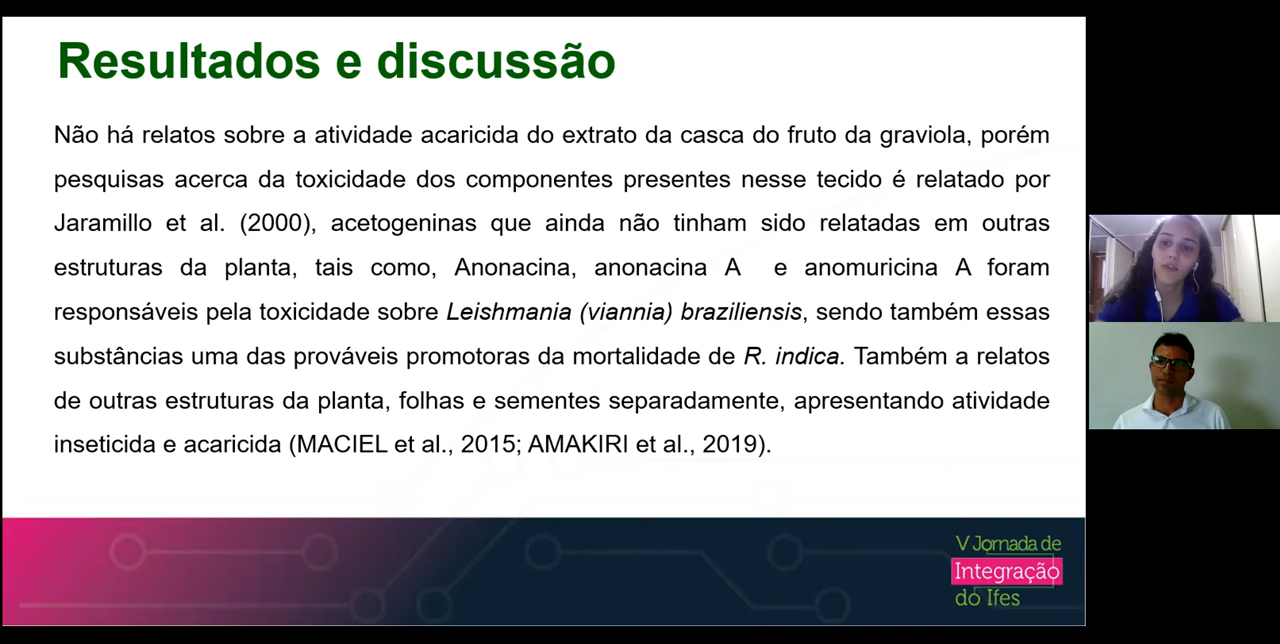 Resultados e discussão
Não há relatos sobre a atividade acaricida do extrato da casca do fruto da graviola, porém
pesquisas acerca da toxicidade dos componentes presentes nesse tecido é relatado por
Jaramillo et al. (2000), acetogeninas que ainda não tinham sido relatadas em outras
estruturas da planta, tais como, Anonacina, anonacina A e anomuricina A foram
responsáveis pela toxicidade sobre Leishmania (viannia) braziliensis, sendo também essas
substâncias uma das prováveis promotoras da mortalidade de R. indica. Também a relatos
de outras estruturas da planta, folhas e sementes separadamente, apresentando atividade
inseticida e acaricida (MACIEL et al., 2015; AMAKIRI et al., 2019).
V Jornada de
Integração
do Ifes